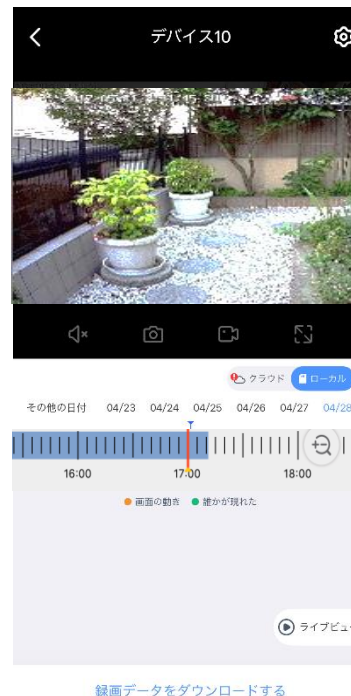 デバイス10
クラウド ローカル
その他の日付 04/23 04/24 04/25 04/26 04/27 04/28
16:00 17:00 18:00
画面の動き 誰かが現れた
ライブビュー
録画データをダウンロードする